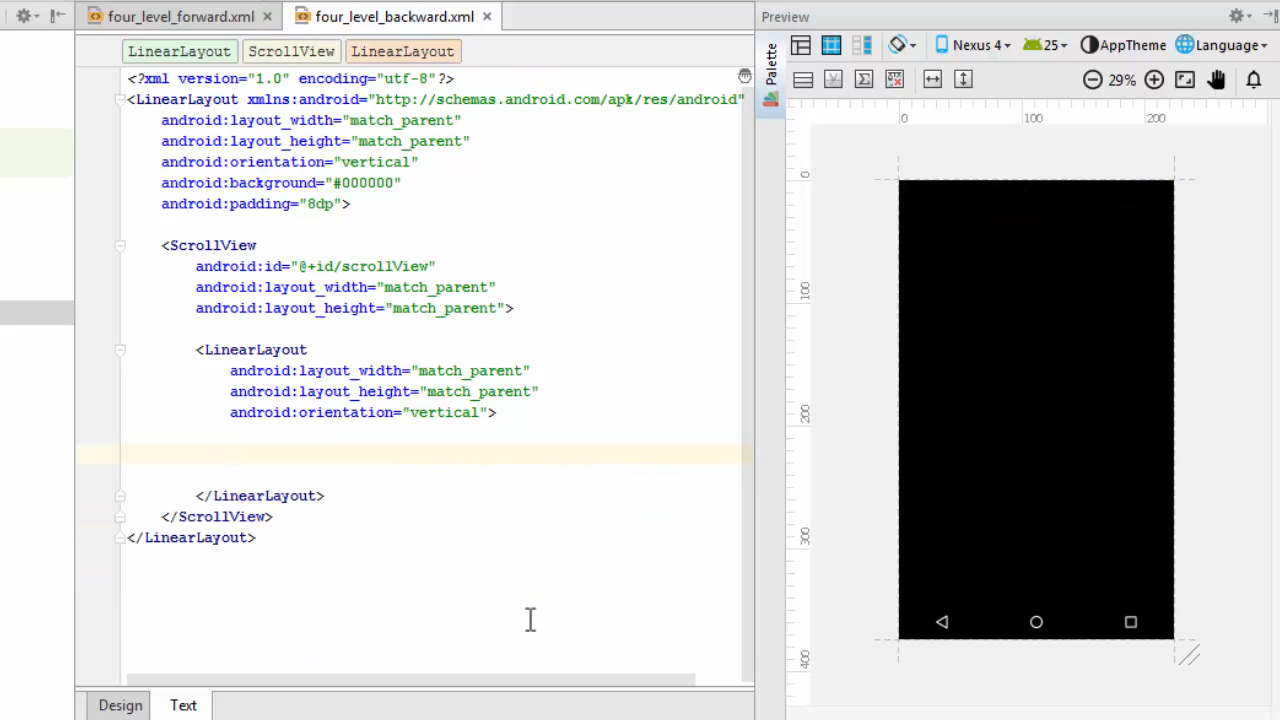 four_level_forward.xml
four_level_backward.xml
Preview
LinearLayout
ScrollView
LinearLayout
Palette
Nexus 4
25
AppTheme
Language
29%
<?xml version="1.0" encoding="utf-8"?>
<LinearLayout xmlns:android="http://schemas.android.com/apk/res/android"
android:layout_width="match_parent"
android:layout_height="match_parent"
android:orientation="vertical"
android:background="#000000"
android:padding="8dp">
<ScrollView
android:id="@+id/scrollView"
android:layout_width="match_parent"
android:layout_height="match_parent">
<LinearLayout
android:layout_width="match_parent"
android:layout_height="match_parent"
android:orientation="vertical">
</LinearLayout>
</ScrollView>
</LinearLayout>
0
100
200
0
100
200
300
400
Design
Text